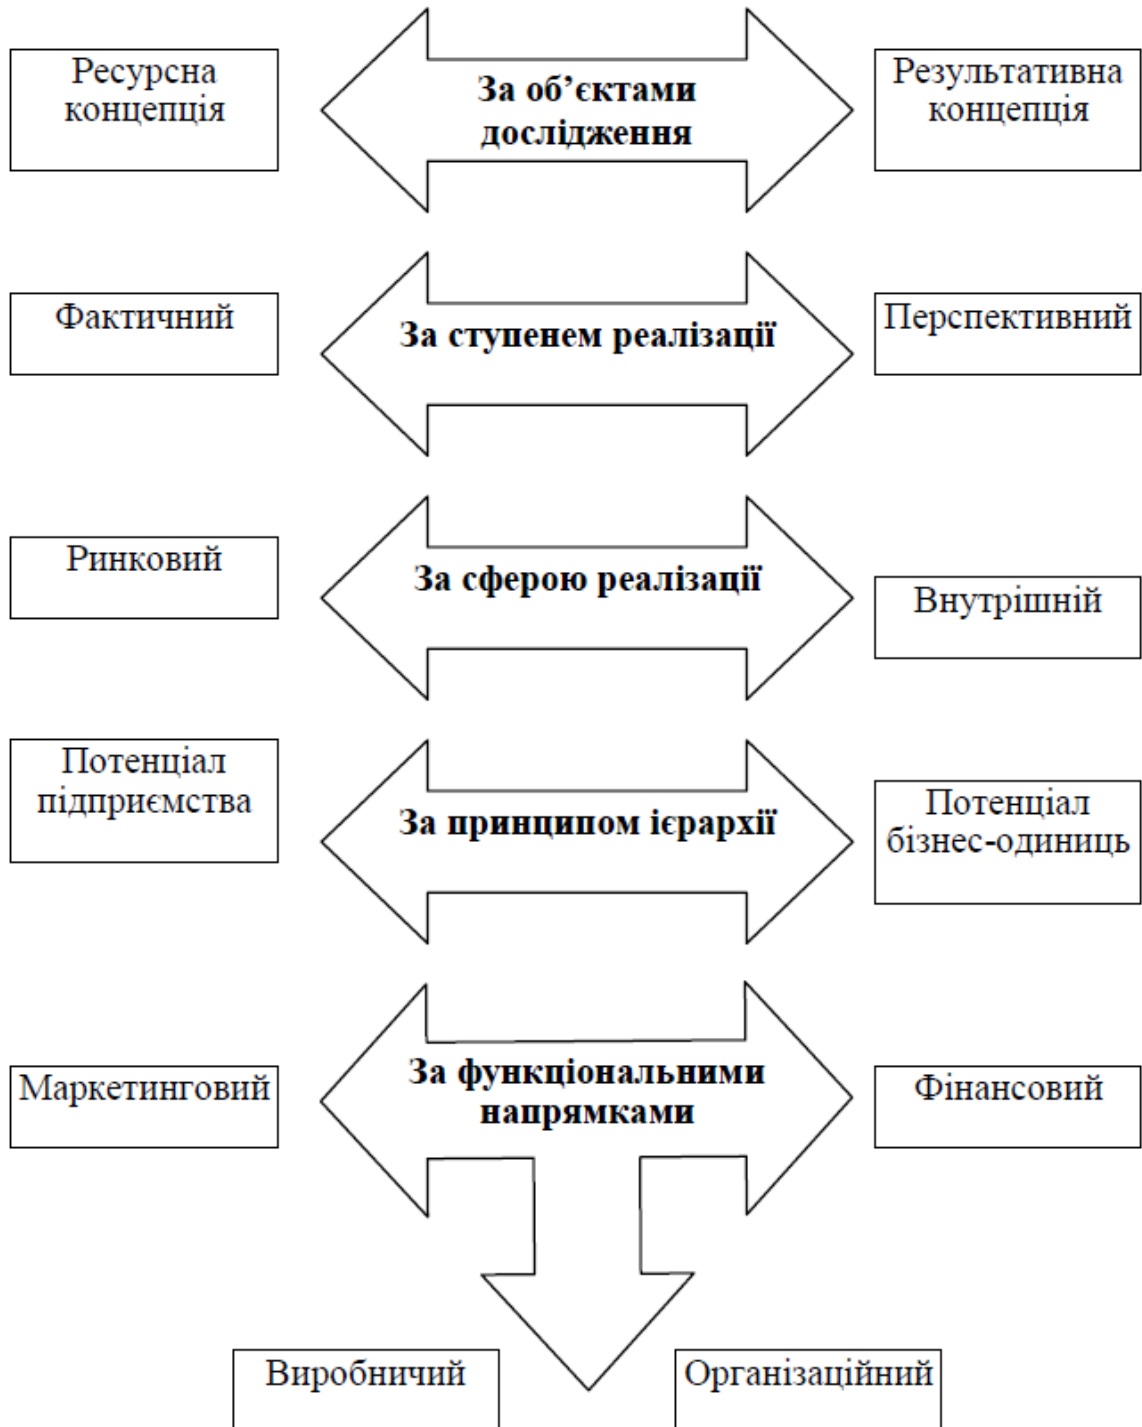 Ресурсна
концепція
За об’єктами
дослідження
Результативна
концепція
Фактичний
За ступенем реалізації
Перспективний
Ринковий
За сферою реалізації
Внутрішній
Потенціал
підприємства
За принципом ієрархії
Потенціал
бізнес-одиниць
Маркетинговий
За функціональними
напрямками
Фінансовий
Виробничий
Організаційний